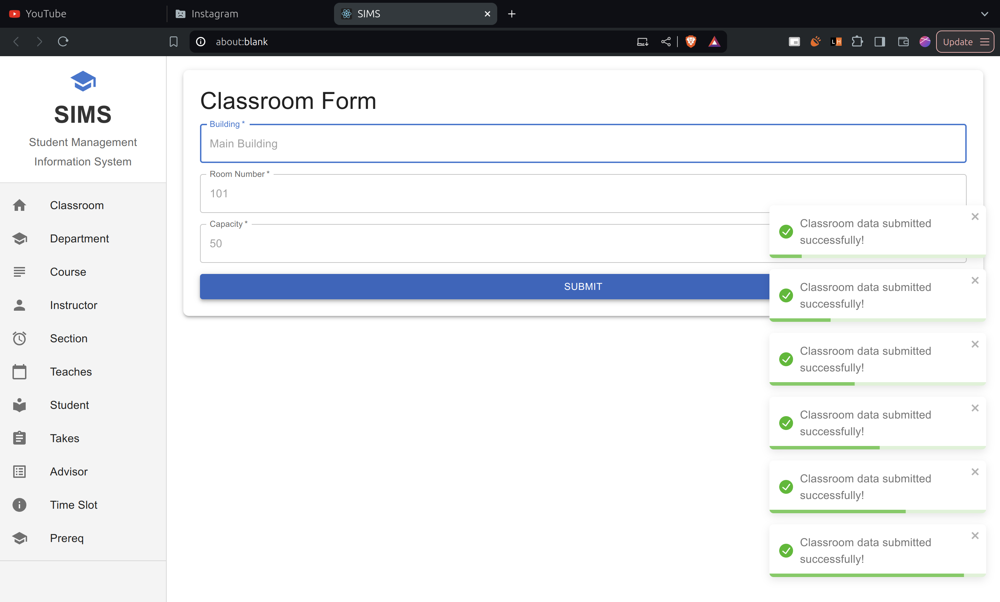 YouTube
Instagram
SIMS
about:blank
L.H
Update
SIMS
Student Management
Information System
Classroom
Department
Course
Instructor
Section
Teaches
Student
Takes
Advisor
Time Slot
Prereq
Classroom Form
Building *
Main Building
Room Number *
101
Capacity *
50
SUBMIT
Classroom data submitted
successfully!
Classroom data submitted
successfully!
Classroom data submitted
successfully!
Classroom data submitted
successfully!
Classroom data submitted
successfully!
Classroom data submitted
successfully!